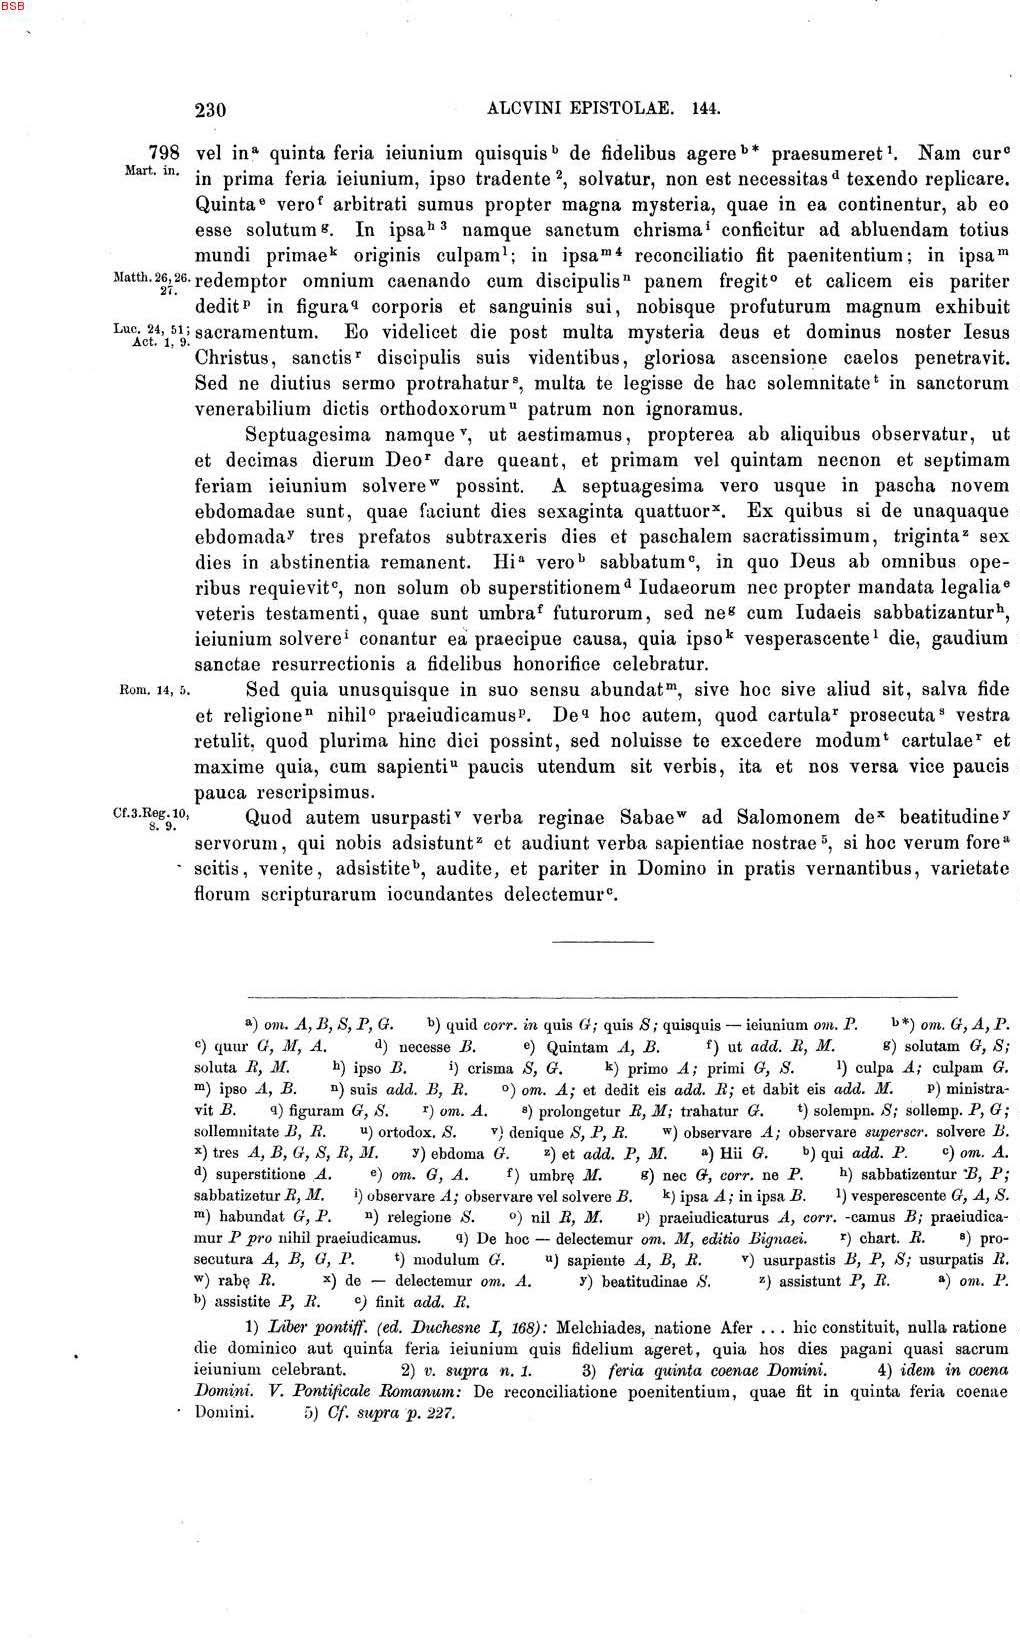 BSB
230 ALCVINI EPISTOLAE. 144.
798 vel in ᵃ quinta feria ieiunium quisquis ᵇ de fidelibus agere ᵇ* praesumeret ¹. Nam cur ᶜ
Mart. in. in prima feria ieiunium, ipso tradente ², solvatur, non est necessitas ᵈ texendo replicare.
Quinta ᵉ vero ᶠ arbitrati sumus propter magna mysteria, quae in ea continentur, ab eo
esse solutum ᵍ. In ipsa ʰ ³ namque sanctum chrisma ⁱ conficitur ad abluendam totius
mundi primae ᵏ originis culpam ˡ; in ipsa ᵐ ⁴ reconciliatio fit paenitentium; in ipsa ᵐ
Matth. 26, 26. 27. redemptor omnium caenando cum discipulis ⁿ panem fregit ᵒ et calicem eis pariter
dedit ᵖ in figura ᑫ corporis et sanguinis sui, nobisque profuturum magnum exhibuit
Luc. 24, 51; Act. 1, 9. sacramentum. Eo videlicet die post multa mysteria deus et dominus noster Iesus
Christus, sanctis ʳ discipulis suis videntibus, gloriosa ascensione caelos penetravit.
Sed ne diutius sermo protrahatur ˢ, multa te legisse de hac solemnitate ᵗ in sanctorum
venerabilium dictis orthodoxorum ᵘ patrum non ignoramus.
Septuagesima namque ᵛ, ut aestimamus, propterea ab aliquibus observatur, ut
et decimas dierum Deo ʳ dare queant, et primam vel quintam necnon et septimam
feriam ieiunium solvere ʷ possint. A septuagesima vero usque in pascha novem
ebdomadae sunt, quae faciunt dies sexaginta quattuor ˣ. Ex quibus si de unaquaque
ebdomada ʸ tres prefatos subtraxeris dies et paschalem sacratissimum, triginta ᶻ sex
dies in abstinentia remanent. Hi ᵃ vero ᵇ sabbatum ᶜ, in quo Deus ab omnibus ope-
ribus requievit ᶜ, non solum ob superstitionem ᵈ Iudaeorum nec propter mandata legalia ᵉ
veteris testamenti, quae sunt umbra ᶠ futurorum, sed ne ᵍ cum Iudaeis sabbatizantur ʰ,
ieiunium solvere ⁱ conantur ea praecipue causa, quia ipso ᵏ vesperascente ˡ die, gaudium
sanctae resurrectionis a fidelibus honorifice celebratur.
Rom. 14, 5. Sed quia unusquisque in suo sensu abundat ᵐ, sive hoc sive aliud sit, salva fide
et religione ⁿ nihil ᵒ praeiudicamus ᵖ. De ᑫ hoc autem, quod cartula ʳ prosecuta ˢ vestra
retulit, quod plurima hinc dici possint, sed noluisse te excedere modum ᵗ cartulae ʳ et
maxime quia, cum sapienti ᵘ paucis utendum sit verbis, ita et nos versa vice paucis
pauca rescripsimus.
Cf. 3. Reg. 10, 8. 9. Quod autem usurpasti ᵛ verba reginae Sabae ʷ ad Salomonem de ˣ beatitudine ʸ
servorum, qui nobis adsistunt ᶻ et audiunt verba sapientiae nostrae ⁵, si hoc verum fore ᵃ
scitis, venite, adsistite ᵇ, audite, et pariter in Domino in pratis vernantibus, varietate
florum scripturarum iocundantes delectemur ᶜ.
a) om. A, B, S, P, G. b) quid corr. in quis G; quis S; quisquis — ieiunium om. P. b*) om. G, A, P.
c) quur G, M, A. d) necesse B. e) Quintam A, B. f) ut add. R, M. g) solutam G, S;
soluta R, M. h) ipso B. i) crisma S, G. k) primo A; primi G, S. l) culpa A; culpam G.
m) ipso A, B. n) suis add. B, R. o) om. A; et dedit eis add. R; et dabit eis add. M. p) ministra-
vit B. q) figuram G, S. r) om. A. s) prolongetur R, M; trahatur G. t) solempn. S; sollemp. P, G;
sollemnitate B, R. u) ortodox. S. v) denique S, P, R. w) observare A; observare superscr. solvere B.
x) tres A, B, G, S, R, M. y) ebdoma G. z) et add. P, M. a) Hii G. b) qui add. P. c) om. A.
d) superstitione A. e) om. G, A. f) umbrę M. g) nec G, corr. ne P. h) sabbatizentur B, P;
sabbatizetur R, M. i) observare A; observare vel solvere B. k) ipsa A; in ipsa B. l) vesperescente G, A, S.
m) habundat G, P. n) relegione S. o) nil R, M. p) praeiudicaturus A, corr. -camus B; praeiudica-
mur P pro nihil praeiudicamus. q) De hoc — delectemur om. M, editio Bignaei. r) chart. R. s) pro-
secutura A, B, G, P. t) modulum G. u) sapiente A, B, R. v) usurpastis B, P, S; usurpatis R.
w) rabę R. x) de — delectemur om. A. y) beatitudinae S. z) assistunt P, R. a) om. P.
b) assistite P, R. c) finit add. R.
1) Liber pontiff. (ed. Duchesne I, 168): Melchiades, natione Afer ... hic constituit, nulla ratione
die dominico aut quinta feria ieiunium quis fidelium ageret, quia hos dies pagani quasi sacrum
ieiunium celebrant. 2) v. supra n. 1. 3) feria quinta coenae Domini. 4) idem in coena
Domini. V. Pontificale Romanum: De reconciliatione poenitentium, quae fit in quinta feria coenae
Domini. 5) Cf. supra p. 227.